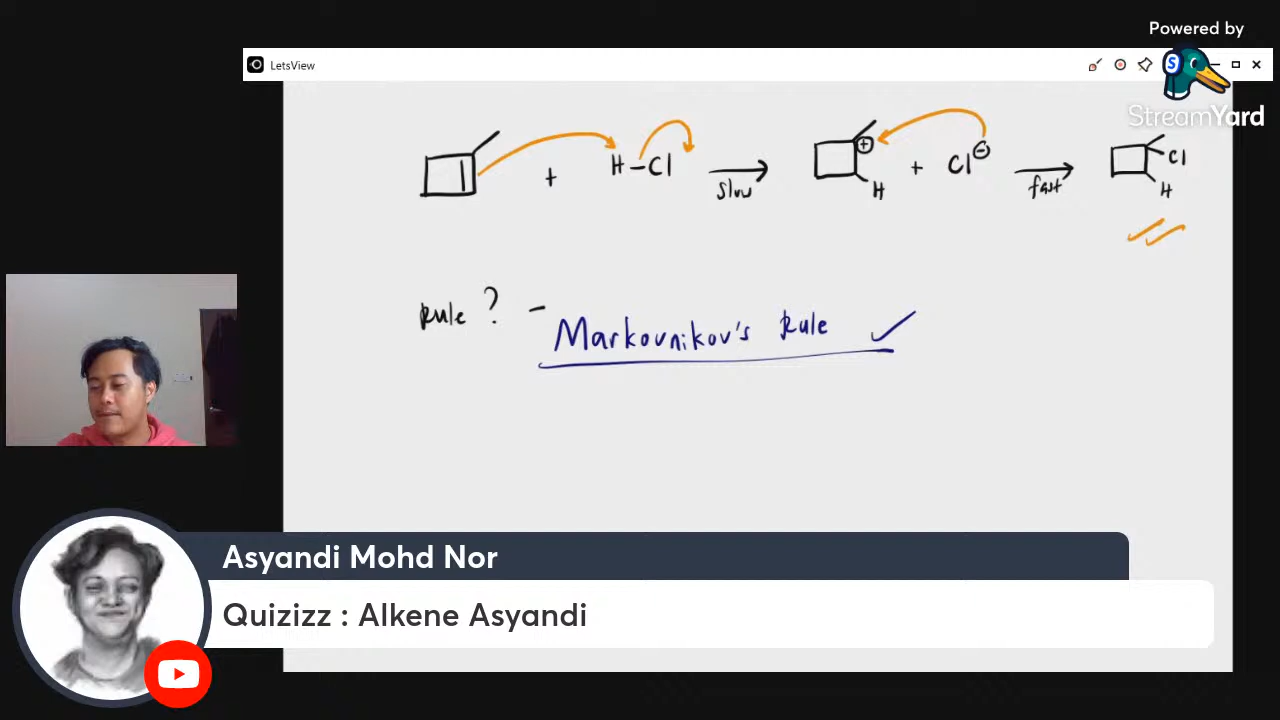 Powered by
StreamYard
LetsView
+ H-Cl → ⊕ + Cl⊖ → Cl
slow H fast H
Rule ? - Markovnikov's Rule ✓
Asyandi Mohd Nor
Quizizz : Alkene Asyandi